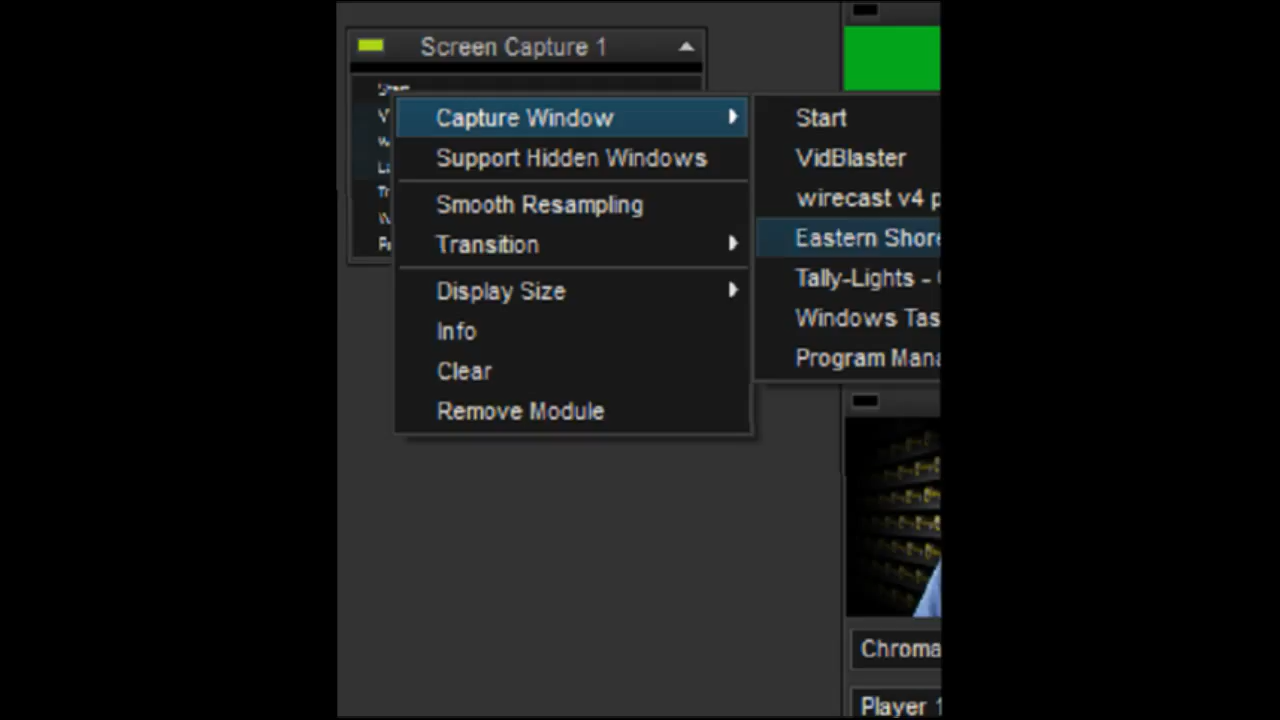 Screen Capture 1
Start
Capture Window
Support Hidden Windows
Smooth Resampling
Transition
Display Size
Info
Clear
Remove Module
Start
VidBlaster
wirecast v4 p
Eastern Shore
Tally-Lights -
Windows Tas
Program Mana
Chroma
Player 1